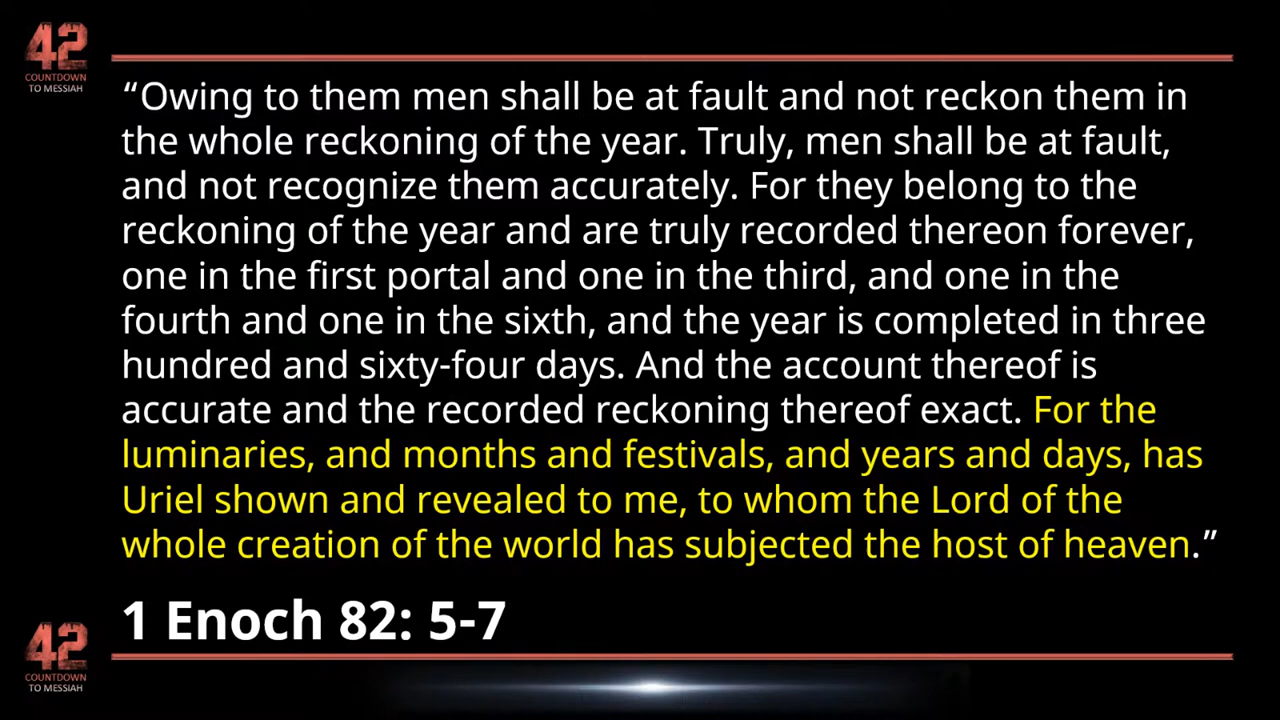 42
COUNTDOWN
TO MESSIAH
“Owing to them men shall be at fault and not reckon them in
the whole reckoning of the year. Truly, men shall be at fault,
and not recognize them accurately. For they belong to the
reckoning of the year and are truly recorded thereon forever,
one in the first portal and one in the third, and one in the
fourth and one in the sixth, and the year is completed in three
hundred and sixty-four days. And the account thereof is
accurate and the recorded reckoning thereof exact. For the
luminaries, and months and festivals, and years and days, has
Uriel shown and revealed to me, to whom the Lord of the
whole creation of the world has subjected the host of heaven.”
1 Enoch 82: 5-7
42
COUNTDOWN
TO MESSIAH